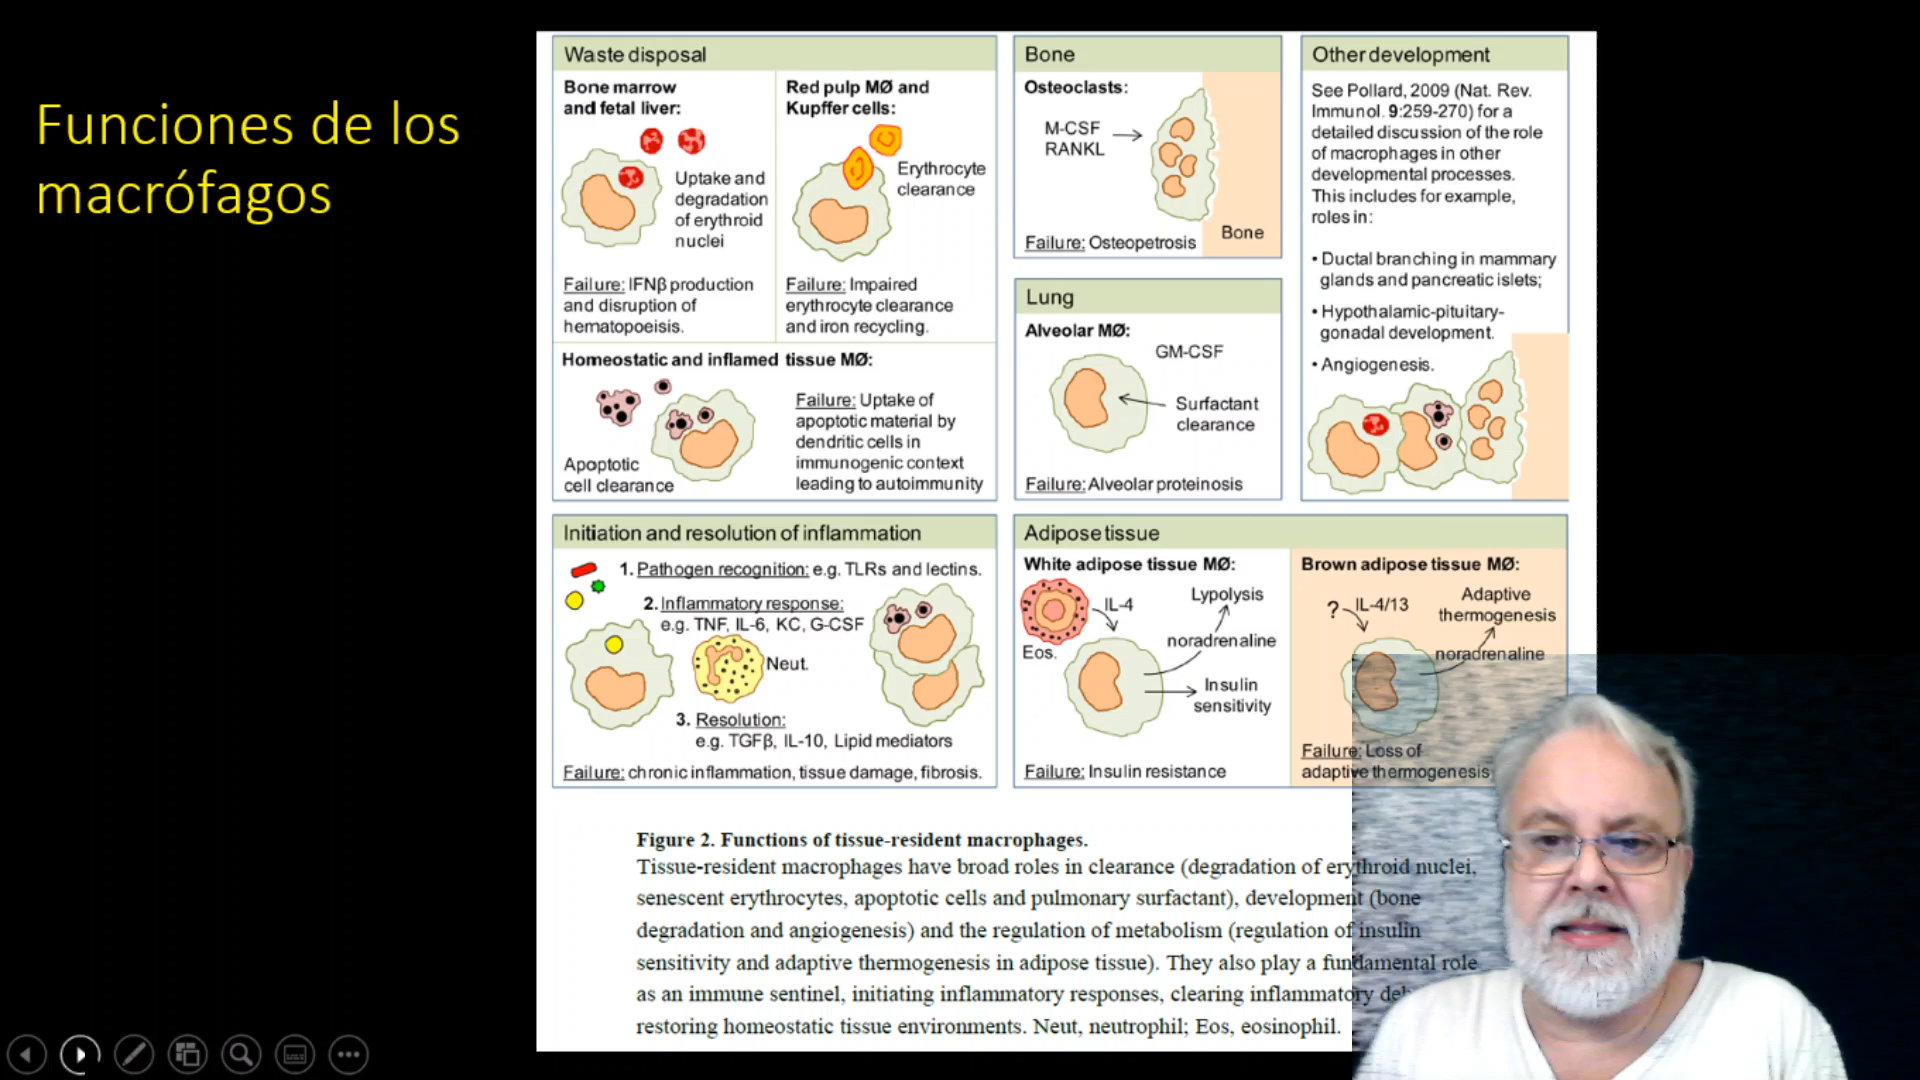 Funciones de los
macrófagos
Waste disposal
Bone marrow
and fetal liver:
Uptake and
degradation
of erythroid
nuclei
Failure: IFNβ production
and disruption of
hematopoeisis.
Red pulp MØ and
Kupffer cells:
Erythrocyte
clearance
Failure: Impaired
erythrocyte clearance
and iron recycling.
Homeostatic and inflamed tissue MØ:
Apoptotic
cell clearance
Failure: Uptake of
apoptotic material by
dendritic cells in
immunogenic context
leading to autoimmunity
Bone
Osteoclasts:
M-CSF
RANKL
Bone
Failure: Osteopetrosis
Lung
Alveolar MØ:
GM-CSF
Surfactant
clearance
Failure: Alveolar proteinosis
Other development
See Pollard, 2009 (Nat. Rev.
Immunol. 9:259-270) for a
detailed discussion of the role
of macrophages in other
developmental processes.
This includes for example,
roles in:
• Ductal branching in mammary
glands and pancreatic islets;
• Hypothalamic-pituitary-
gonadal development.
• Angiogenesis.
Initiation and resolution of inflammation
1. Pathogen recognition: e.g. TLRs and lectins.
2. Inflammatory response:
e.g. TNF, IL-6, KC, G-CSF
Neut.
3. Resolution:
e.g. TGFβ, IL-10, Lipid mediators
Failure: chronic inflammation, tissue damage, fibrosis.
Adipose tissue
White adipose tissue MØ:
IL-4
Eos.
Lypolysis
noradrenaline
Insulin
sensitivity
Failure: Insulin resistance
Brown adipose tissue MØ:
? IL-4/13
Adaptive
thermogenesis
noradrenaline
Failure: Loss of
adaptive thermogenesis
Figure 2. Functions of tissue-resident macrophages.
Tissue-resident macrophages have broad roles in clearance (degradation of erythroid nuclei,
senescent erythrocytes, apoptotic cells and pulmonary surfactant), development (bone
degradation and angiogenesis) and the regulation of metabolism (regulation of insulin
sensitivity and adaptive thermogenesis in adipose tissue). They also play a fundamental role
as an immune sentinel, initiating inflammatory responses, clearing inflammatory
restoring homeostatic tissue environments. Neut, neutrophil; Eos, eosinophil.